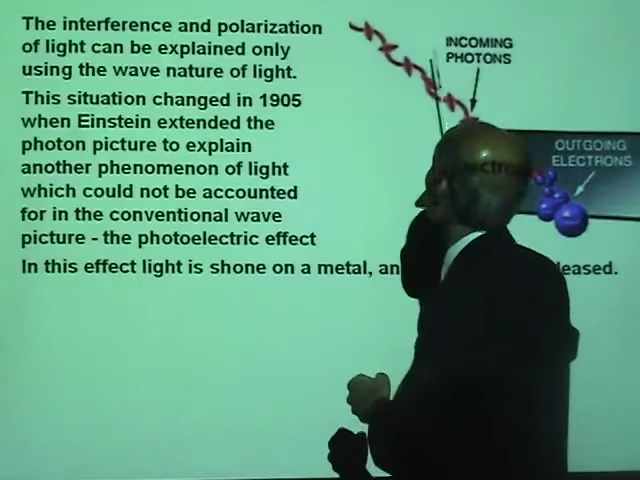 The interference and polarization
of light can be explained only
using the wave nature of light.
This situation changed in 1905
when Einstein extended the
photon picture to explain
another phenomenon of light
which could not be accounted
for in the conventional wave
picture - the photoelectric effect
In this effect light is shone on a metal, an leased.
INCOMING
PHOTONS
OUTGOING
ELECTRONS